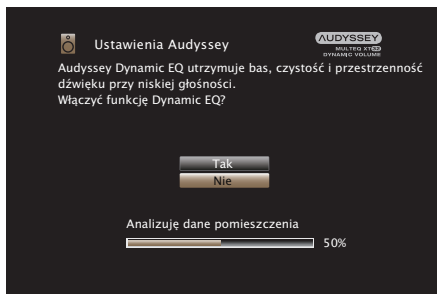 Ustawienia Audyssey
AUDYSSEY
MULTEQ XT32
DYNAMIC VOLUME
Audyssey Dynamic EQ utrzymuje bas, czystość i przestrzenność
dźwięku przy niskiej głośności.
Włączyć funkcję Dynamic EQ?
Tak
Nie
Analizuję dane pomieszczenia
50%